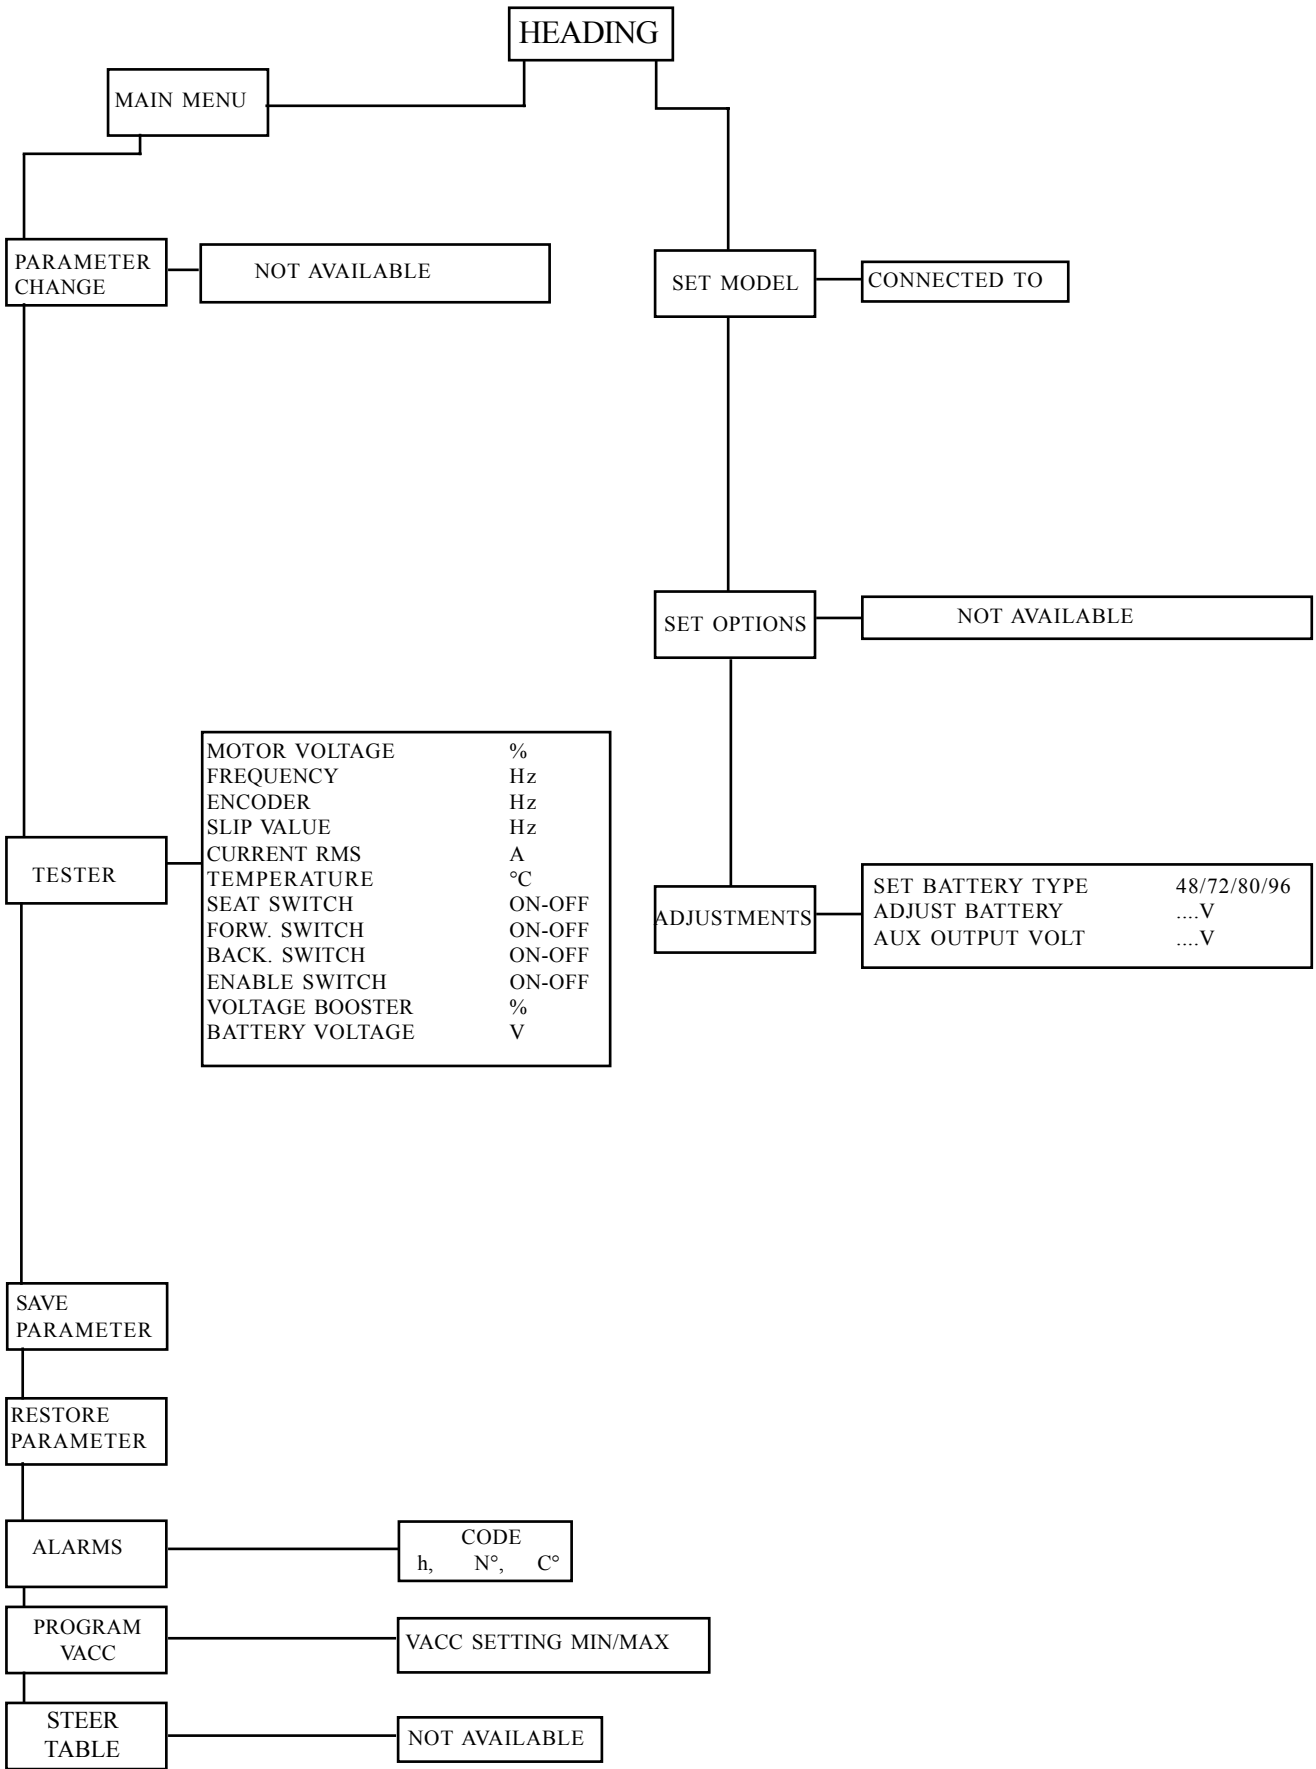 HEADING
MAIN MENU
PARAMETER
CHANGE
NOT AVAILABLE
SET MODEL
CONNECTED TO
SET OPTIONS
NOT AVAILABLE
TESTER
MOTOR VOLTAGE %
FREQUENCY Hz
ENCODER Hz
SLIP VALUE Hz
CURRENT RMS A
TEMPERATURE °C
SEAT SWITCH ON-OFF
FORW. SWITCH ON-OFF
BACK. SWITCH ON-OFF
ENABLE SWITCH ON-OFF
VOLTAGE BOOSTER %
BATTERY VOLTAGE V
ADJUSTMENTS
SET BATTERY TYPE 48/72/80/96
ADJUST BATTERY ....V
AUX OUTPUT VOLT ....V
SAVE
PARAMETER
RESTORE
PARAMETER
ALARMS
CODE
h, N°, C°
PROGRAM
VACC
VACC SETTING MIN/MAX
STEER
TABLE
NOT AVAILABLE